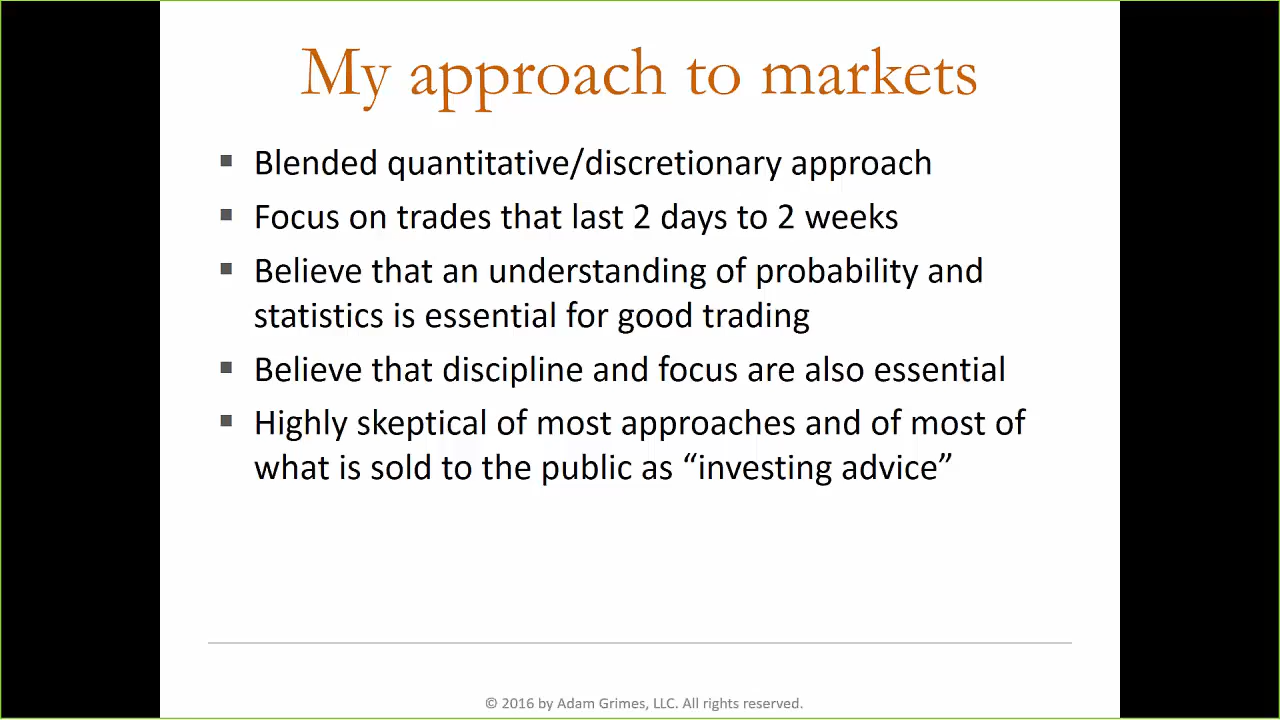 My approach to markets
▪ Blended quantitative/discretionary approach
▪ Focus on trades that last 2 days to 2 weeks
▪ Believe that an understanding of probability and
statistics is essential for good trading
▪ Believe that discipline and focus are also essential
▪ Highly skeptical of most approaches and of most of
what is sold to the public as “investing advice”
© 2016 by Adam Grimes, LLC. All rights reserved.